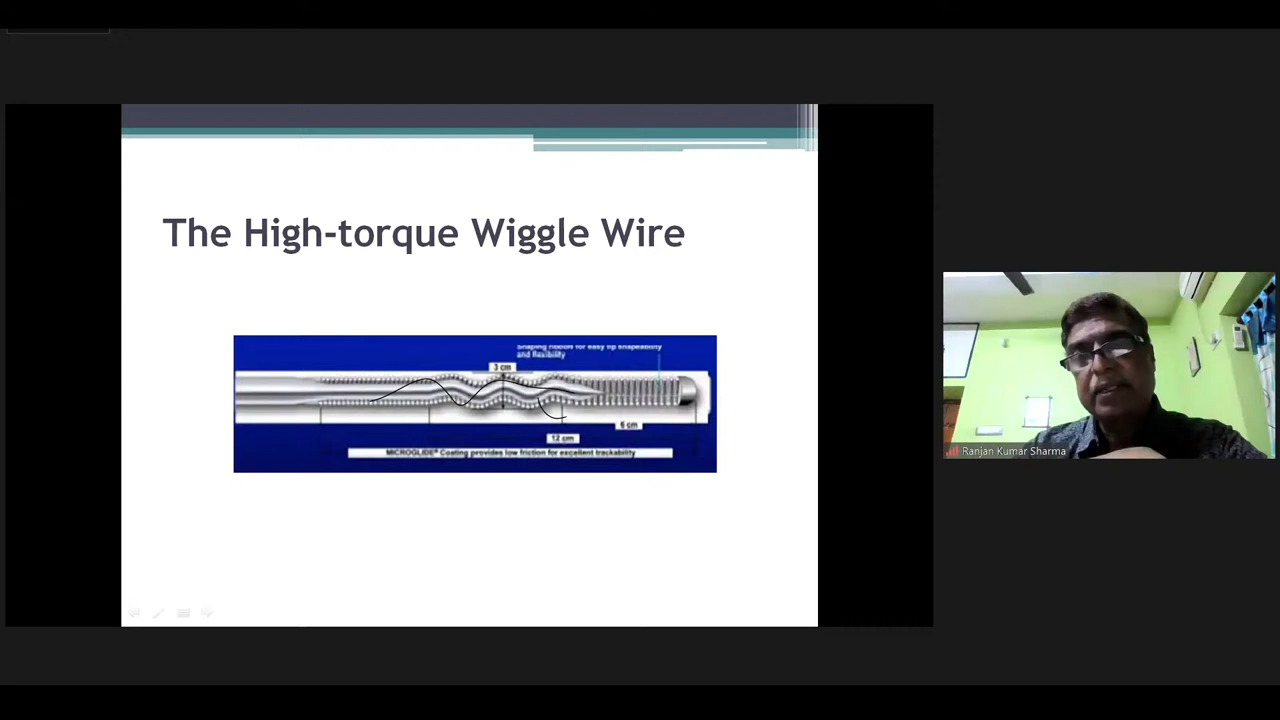 The High-torque Wiggle Wire
Shaping ribbon for easy tip shapeability
and flexibility
3 cm
6 cm
12 cm
MICROGLIDE® Coating provides low friction for excellent trackability
Ranjan Kumar Sharma